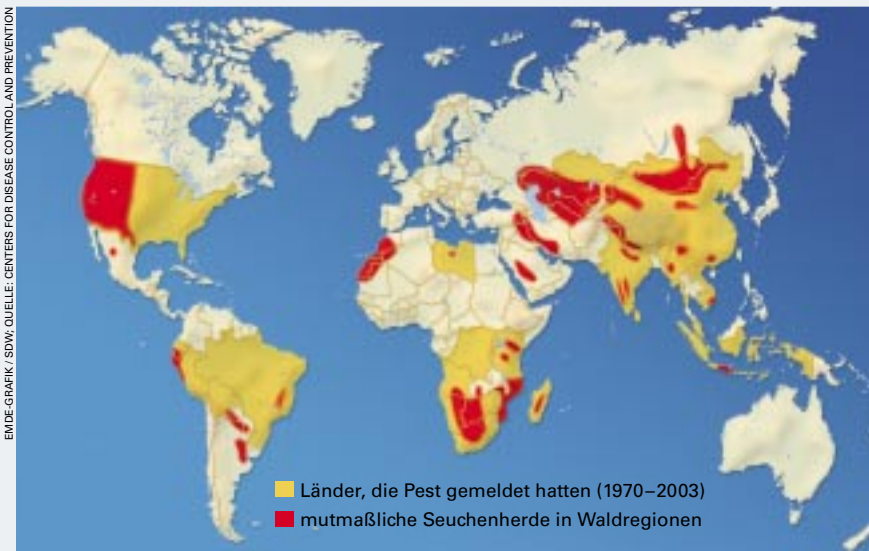 EMDE-GRAFIK / SDW; QUELLE: CENTERS FOR DISEASE CONTROL AND PREVENTION
Länder, die Pest gemeldet hatten (1970–2003)
mutmaßliche Seuchenherde in Waldregionen